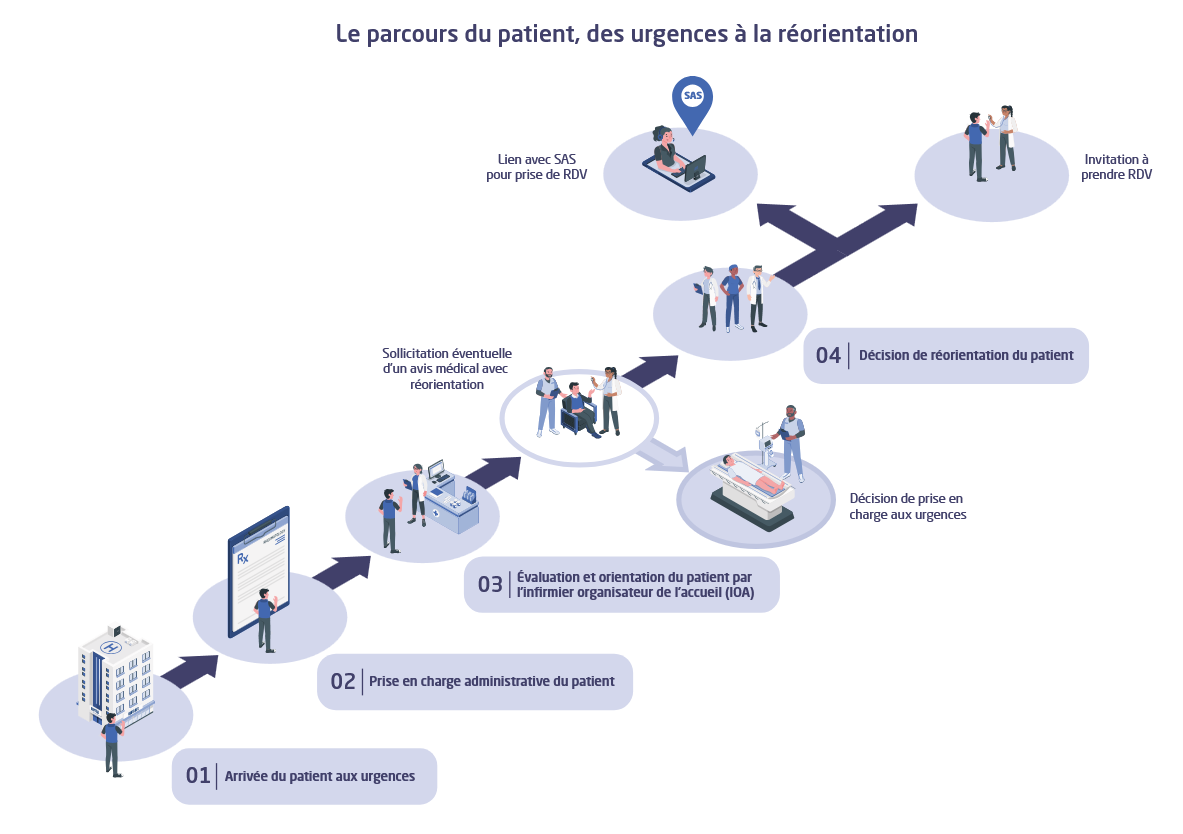 Le parcours du patient, des urgences à la réorientation
SAS
Lien avec SAS
pour prise de RDV
Invitation à
prendre RDV
04
Décision de réorientation du patient
Sollicitation éventuelle
d'un avis médical avec
réorientation
Décision de prise en
charge aux urgences
03
Évaluation et orientation du patient par
l'infirmier organisateur de l'accueil (IOA)
Rx
H
02
Prise en charge administrative du patient
01
Arrivée du patient aux urgences